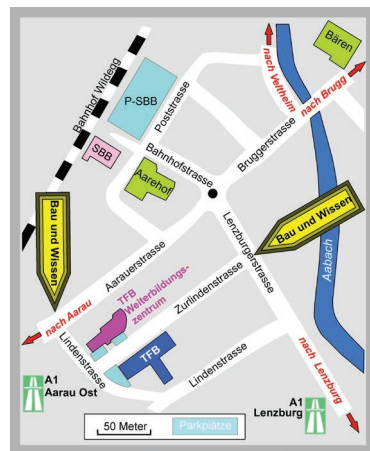 Bären
nach Veltheim
nach Brugg
Bahnhof Wildegg
P-SBB
Poststrasse
SBB
Bahnhofstrasse
Bruggerstrasse
Aarehof
Bau und Wissen
Bau und Wissen
Lenzburgerstrasse
Aabach
Aarauerstrasse
TFB
Weiterbildungs-
zentrum
Zurlindenstrasse
nach Aarau
Lindenstrasse
TFB
Lindenstrasse
nach Lenzburg
A1
Aarau Ost
A1
Lenzburg
50 Meter
Parkplätze